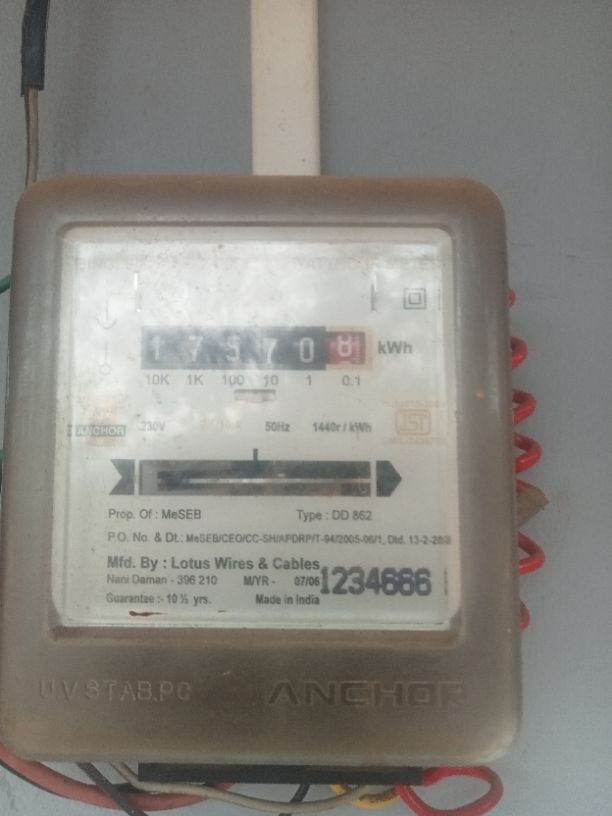 1 7 5 7 0 8 kWh
10K 1K 100 10 1 0.1
ANCHOR 230V 50Hz 1440r / kWh
Prop. Of : MeSEB Type : DD 862
P.O. No. & Dt.: MeSEB/CEO/CC-SH/APDRP/T-94/2005-06/1, Dtd. 13-2-
Mfd. By : Lotus Wires & Cables
Nani Daman - 396 210 M/YR - 07/06 1234666
Guarantee :- 10 ½ yrs. Made in India
U V STAB.PC ANCHOR